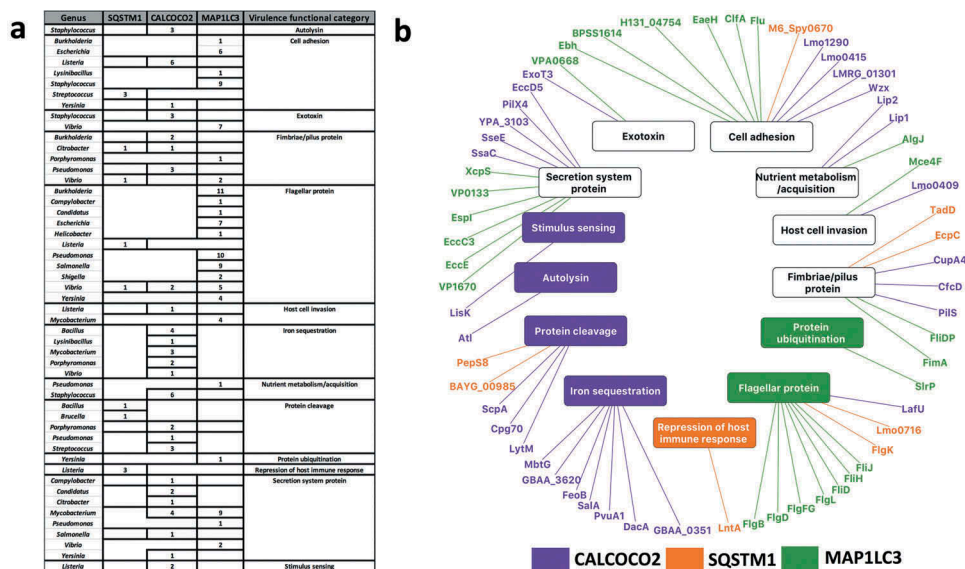 a
Genus SQSTM1 CALCOCO2 MAP1LC3 Virulence functional category
Staphylococcus 3 Autolysin
Burkholderia 1 Cell adhesion
Escherichia 6
Listeria 6
Lysinibacillus 1
Staphylococcus 9
Streptococcus 3
Yersinia 1
Staphylococcus 3 Exotoxin
Vibrio 7
Burkholderia 2 Fimbriae/pilus protein
Citrobacter 1 1
Porphyromonas 1
Pseudomonas 3
Vibrio 1 2
Burkholderia 11 Flagellar protein
Campylobacter 1
Candidatus 1
Escherichia 7
Helicobacter 1
Listeria 1
Pseudomonas 10
Salmonella 9
Shigella 2
Vibrio 1 2 5
Yersinia 4
Listeria 1 Host cell invasion
Mycobacterium 4
Bacillus 4 Iron sequestration
Lysinibacillus 1
Mycobacterium 3
Porphyromonas 2
Vibrio 1
Pseudomonas 1 Nutrient metabolism/acquisition
Staphylococcus 6
Bacillus 1 Protein cleavage
Brucella 1
Porphyromonas 2
Pseudomonas 1
Streptococcus 3
Yersinia 1 Protein ubiquitination
Listeria 3 Repression of host immune response
Campylobacter 1 Secretion system protein
Candidatus 2
Citrobacter 1
Mycobacterium 4 9
Pseudomonas 1
Salmonella 1
Vibrio 2
Yersinia 1
Listeria 2 Stimulus sensing
b
VPA0668
Ebh
BPSS1614
H131_04754
EaeH
ClfA
Flu
M6_Spy0670
Lmo1290
Lmo0415
LMRG_01301
Wzx
Lip2
Lip1
AlgJ
Mce4F
Lmo0409
TadD
EcpC
CupA4
CfcD
PilS
FliDP
FimA
SlrP
LafU
Lmo0716
FlgK
FliJ
FliH
FliD
FlgL
FlgFG
FlgD
FlgB
LntA
GBAA_0351
DacA
PvuA1
SalA
FeoB
GBAA_3620
MbtG
LytM
Cpg70
ScpA
BAYG_00985
PepS8
Atl
LisK
VP1670
EccE
EccC3
EspI
VP0133
XcpS
SsaC
SseE
YPA_3103
PilX4
EccD5
ExoT3
Exotoxin
Cell adhesion
Nutrient metabolism
/acquisition
Host cell invasion
Fimbriae/pilus
protein
Protein
ubiquitination
Flagellar protein
Repression of host
immune response
Iron sequestration
Protein cleavage
Autolysin
Stimulus sensing
Secretion system
protein
CALCOCO2 SQSTM1 MAP1LC3